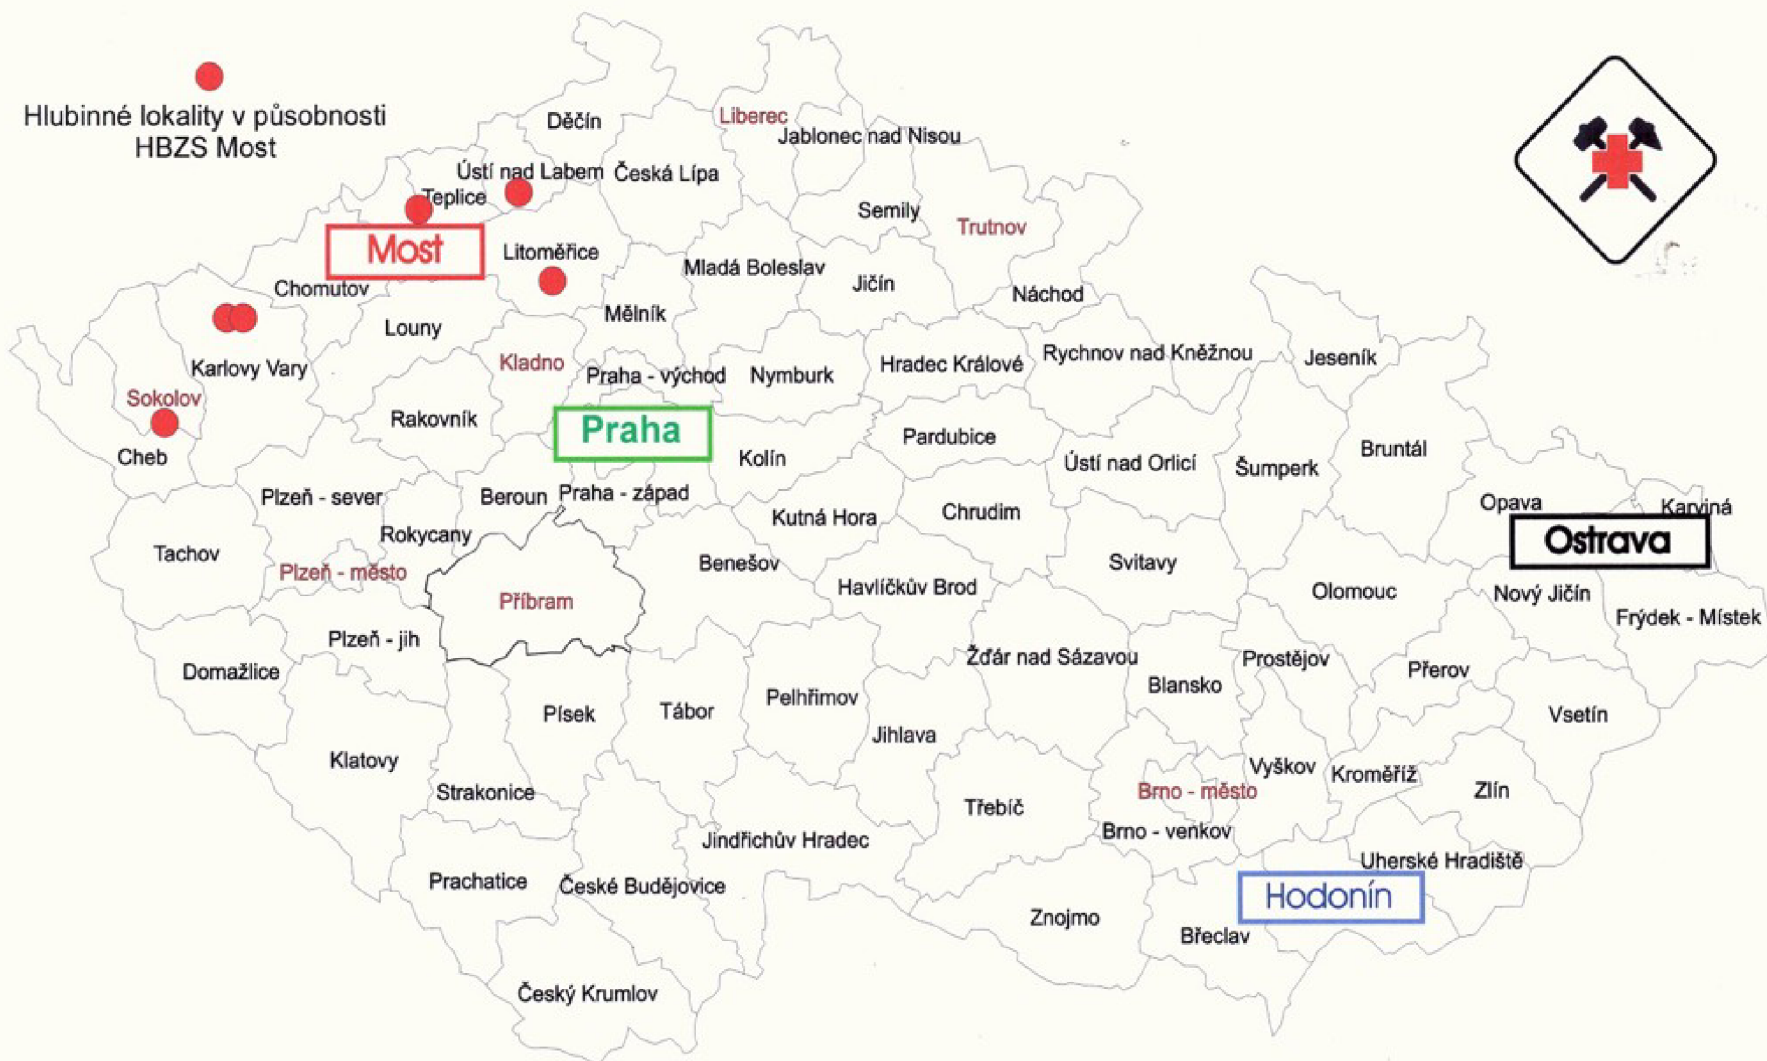 Hlubinné lokality v působnosti
HBZS Most
Děčín
Liberec
Jablonec nad Nisou
Ústí nad Labem
Česká Lípa
Teplice
Semily
Trutnov
Most
Litoměřice
Mladá Boleslav
Jičín
Náchod
Chomutov
Mělník
Louny
Karlovy Vary
Kladno
Praha - východ
Nymburk
Hradec Králové
Rychnov nad Kněžnou
Jeseník
Sokolov
Rakovník
Praha
Pardubice
Cheb
Kolín
Ústí nad Orlicí
Šumperk
Bruntál
Plzeň - sever
Beroun
Praha - západ
Kutná Hora
Chrudim
Opava
Karviná
Rokycany
Ostrava
Tachov
Plzeň - město
Benešov
Svitavy
Příbram
Havlíčkův Brod
Olomouc
Nový Jičín
Frýdek - Místek
Plzeň - jih
Domažlice
Žďár nad Sázavou
Prostějov
Přerov
Blansko
Písek
Tábor
Pelhřimov
Vsetín
Jihlava
Klatovy
Vyškov
Kroměříž
Strakonice
Brno - město
Zlín
Třebíč
Brno - venkov
Jindřichův Hradec
Uherské Hradiště
Prachatice
České Budějovice
Hodonín
Znojmo
Břeclav
Český Krumlov